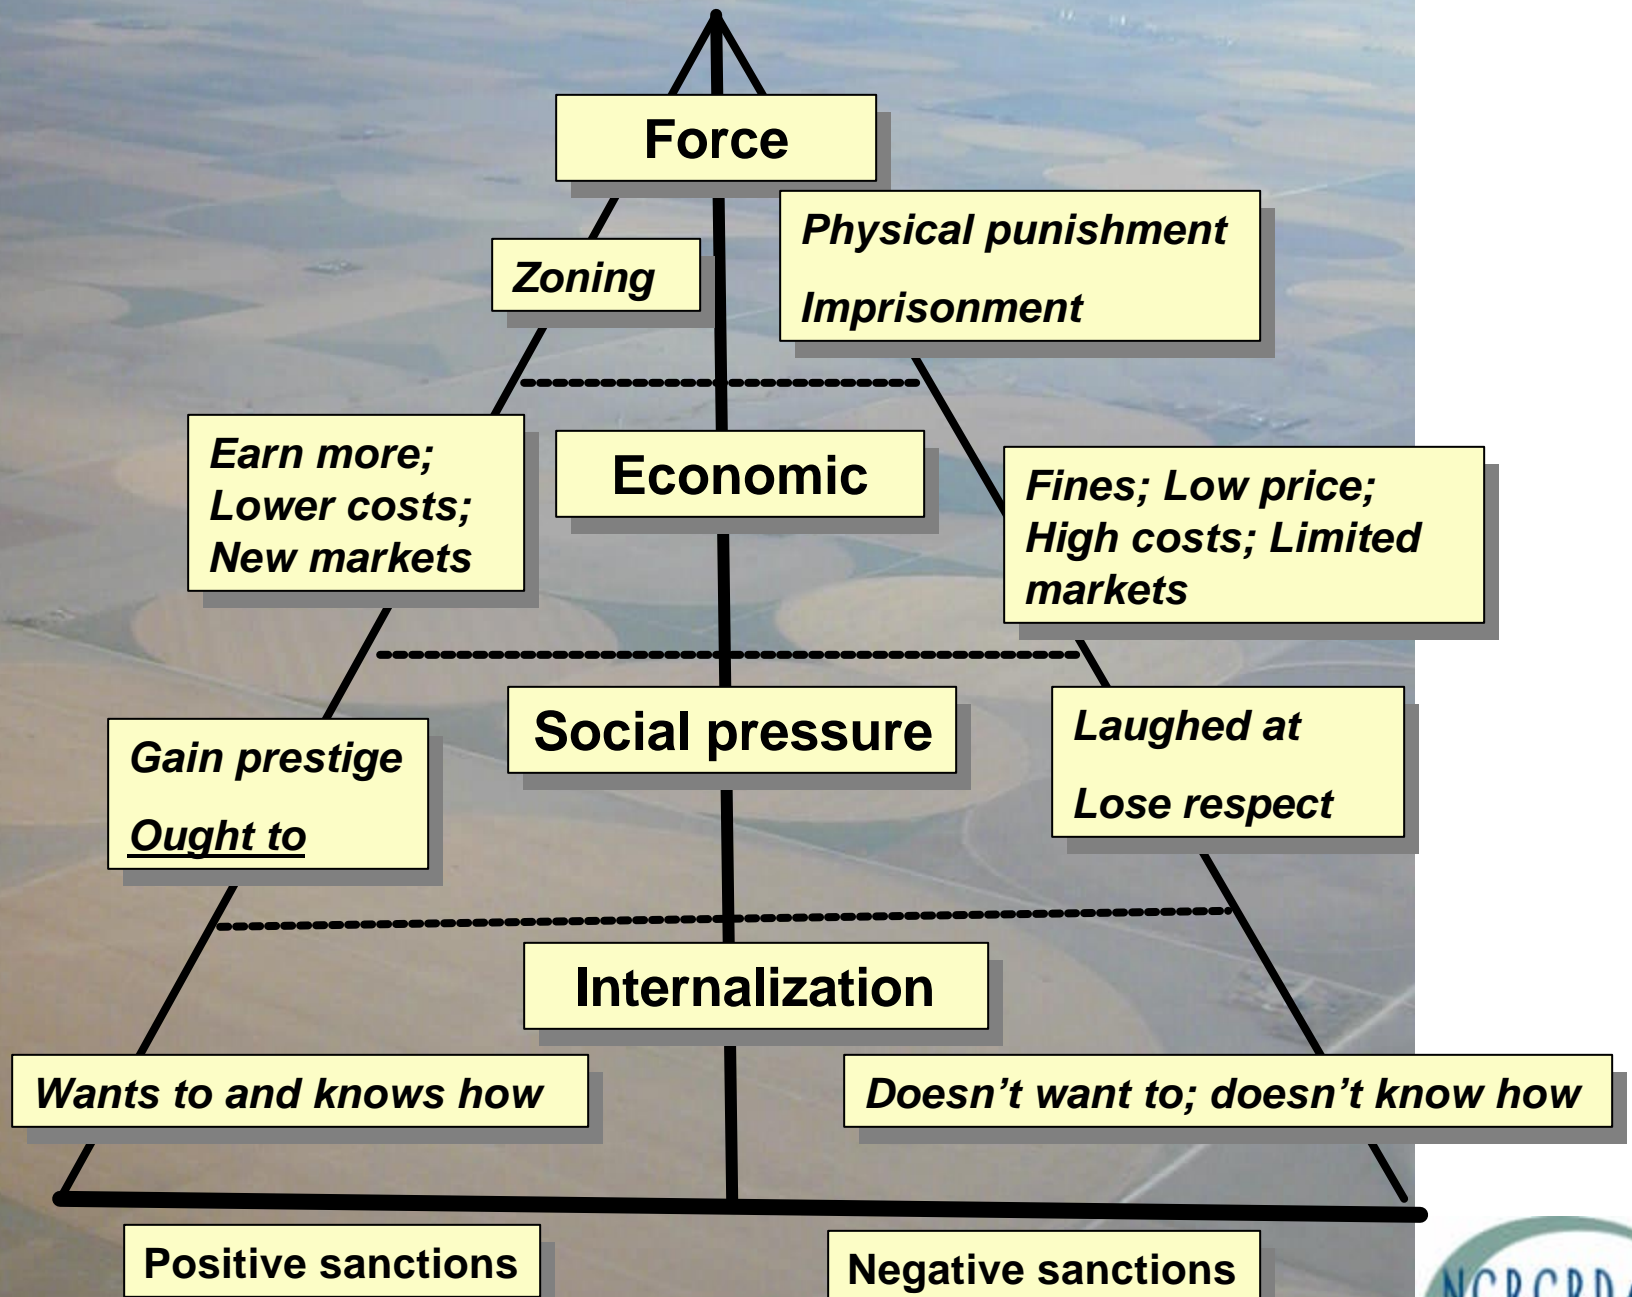 Force
Physical punishment
Imprisonment
Zoning
Earn more;
Lower costs;
New markets
Economic
Fines; Low price;
High costs; Limited
markets
Social pressure
Gain prestige
Ought to
Laughed at
Lose respect
Internalization
Wants to and knows how
Doesn’t want to; doesn’t know how
Positive sanctions
Negative sanctions